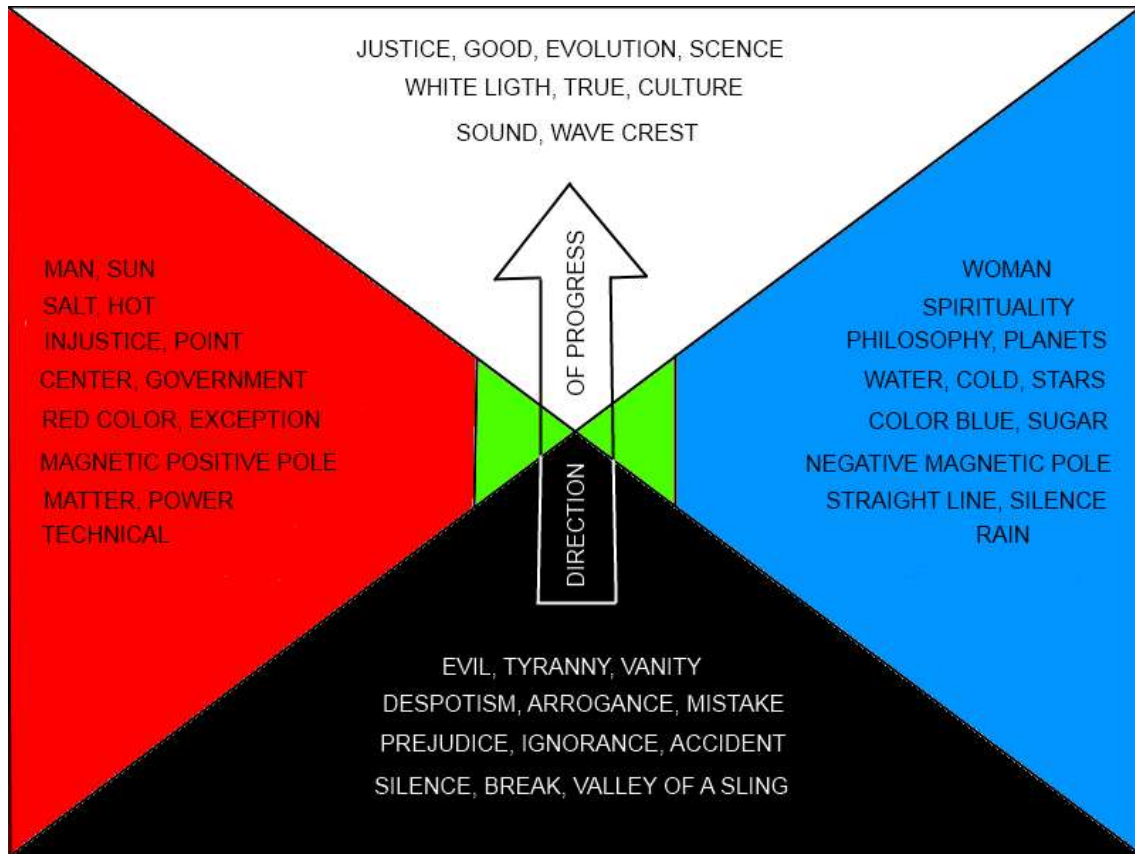 JUSTICE, GOOD, EVOLUTION, SCENCE
WHITE LIGTH, TRUE, CULTURE
SOUND, WAVE CREST
OF PROGRESS
MAN, SUN
SALT, HOT
INJUSTICE, POINT
CENTER, GOVERNMENT
RED COLOR, EXCEPTION
MAGNETIC POSITIVE POLE
MATTER, POWER
TECHNICAL
WOMAN
SPIRITUALITY
PHILOSOPHY, PLANETS
WATER, COLD, STARS
COLOR BLUE, SUGAR
NEGATIVE MAGNETIC POLE
STRAIGHT LINE, SILENCE
RAIN
DIRECTION
EVIL, TYRANNY, VANITY
DESPOTISM, ARROGANCE, MISTAKE
PREJUDICE, IGNORANCE, ACCIDENT
SILENCE, BREAK, VALLEY OF A SLING